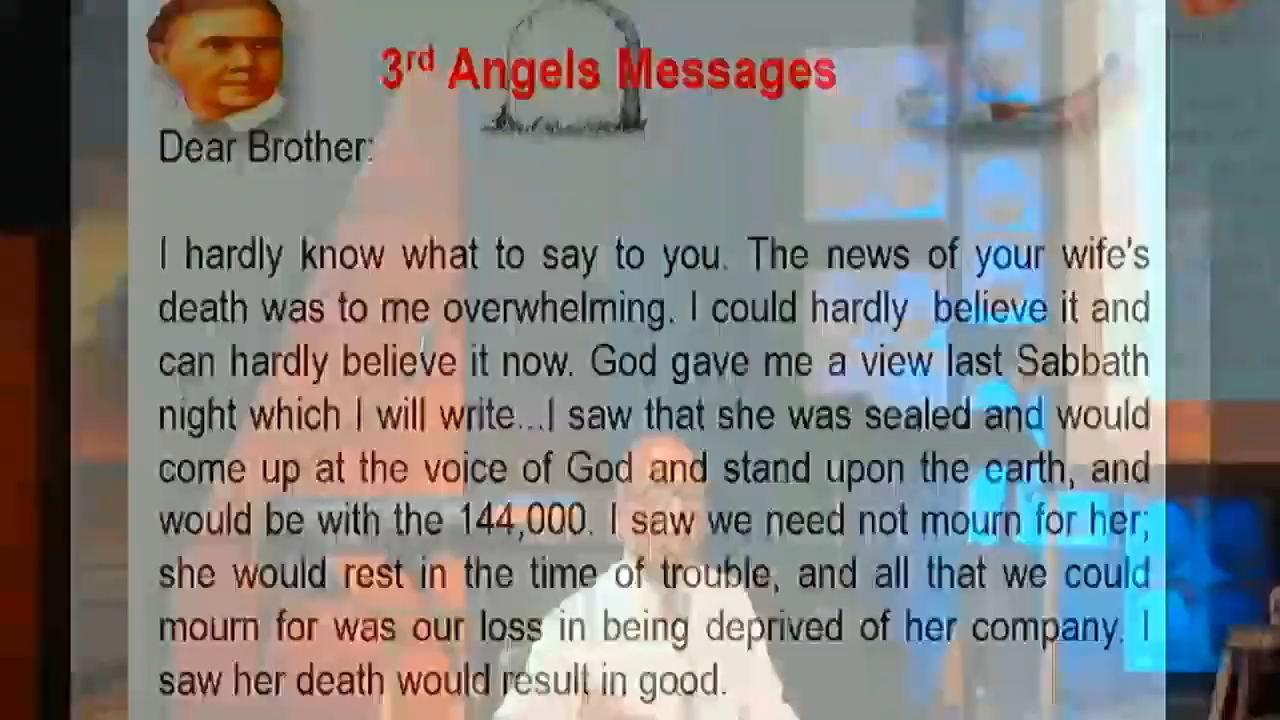 3rd Angels Messages
Dear Brother:
I hardly know what to say to you. The news of your wife's
death was to me overwhelming. I could hardly believe it and
can hardly believe it now. God gave me a view last Sabbath
night which I will write...I saw that she was sealed and would
come up at the voice of God and stand upon the earth, and
would be with the 144,000. I saw we need not mourn for her;
she would rest in the time of trouble, and all that we could
mourn for was our loss in being deprived of her company. I
saw her death would result in good.